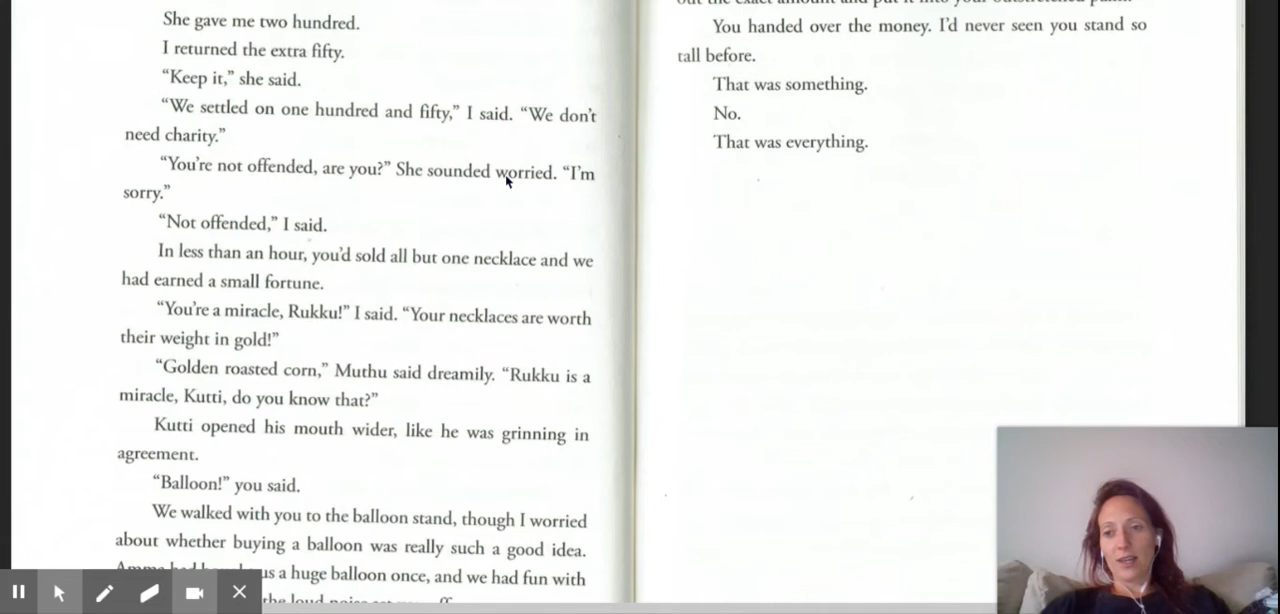 She gave me two hundred.
I returned the extra fifty.
“Keep it,” she said.
“We settled on one hundred and fifty,” I said. “We don’t
need charity.”
“You’re not offended, are you?” She sounded worried. “I’m
sorry.”
“Not offended,” I said.
In less than an hour, you’d sold all but one necklace and we
had earned a small fortune.
“You’re a miracle, Rukku!” I said. “Your necklaces are worth
their weight in gold!”
“Golden roasted corn,” Muthu said dreamily. “Rukku is a
miracle, Kutti, do you know that?”
Kutti opened his mouth wider, like he was grinning in
agreement.
“Balloon!” you said.
We walked with you to the balloon stand, though I worried
about whether buying a balloon was really such a good idea.
us a huge balloon once, and we had fun with
the loud noise
You handed over the money. I’d never seen you stand so
tall before.
That was something.
No.
That was everything.